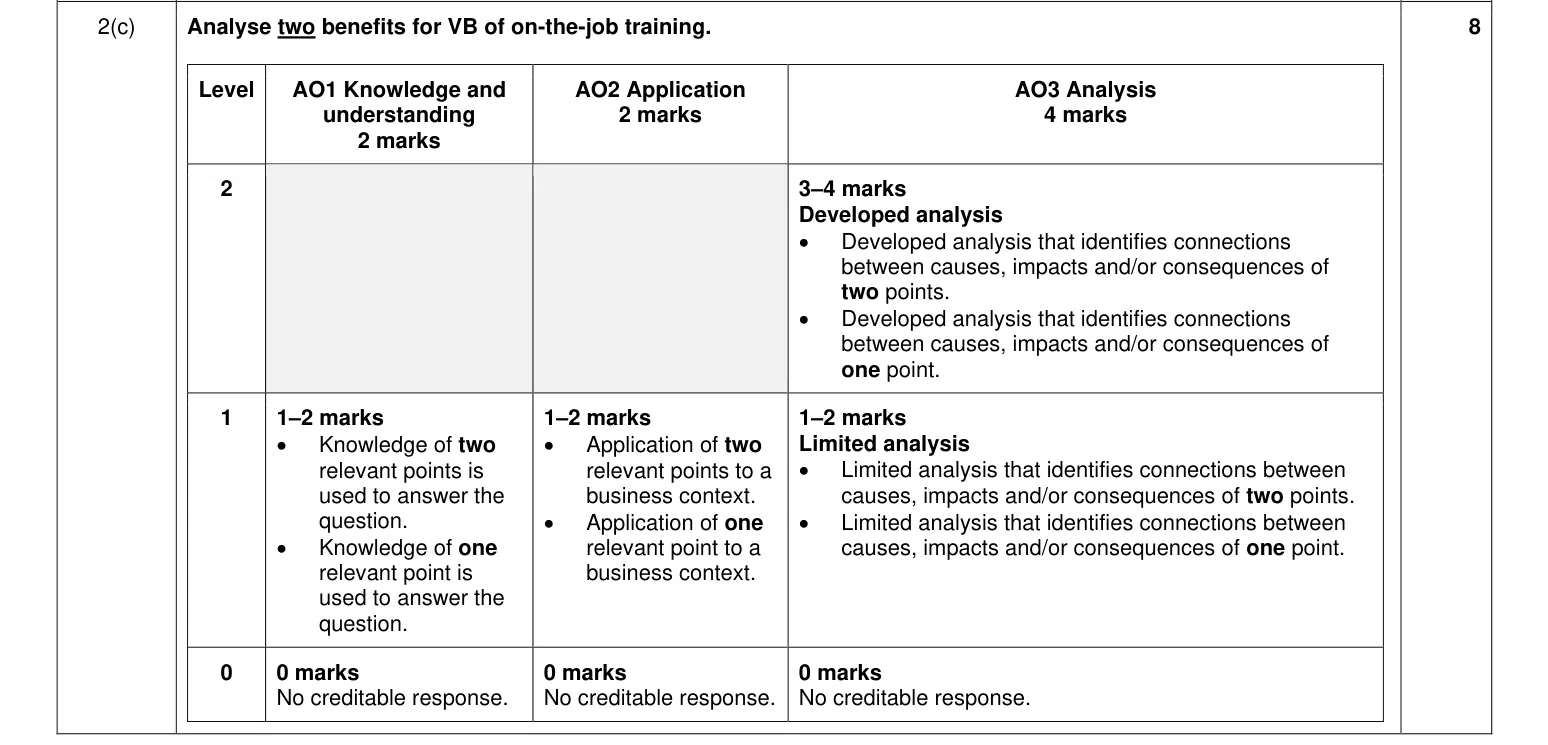 2(c) Analyse two benefits for VB of on-the-job training. 8
Level AO1 Knowledge and AO2 Application AO3 Analysis
understanding 2 marks 4 marks
2 marks
2 3–4 marks
Developed analysis
• Developed analysis that identifies connections
between causes, impacts and/or consequences of
two points.
• Developed analysis that identifies connections
between causes, impacts and/or consequences of
one point.
1 1–2 marks
• Knowledge of two
relevant points is
used to answer the
question.
• Knowledge of one
relevant point is
used to answer the
question.
1–2 marks
• Application of two
relevant points to a
business context.
• Application of one
relevant point to a
business context.
1–2 marks
Limited analysis
• Limited analysis that identifies connections between
causes, impacts and/or consequences of two points.
• Limited analysis that identifies connections between
causes, impacts and/or consequences of one point.
0 0 marks
No creditable response.
0 marks
No creditable response.
0 marks
No creditable response.